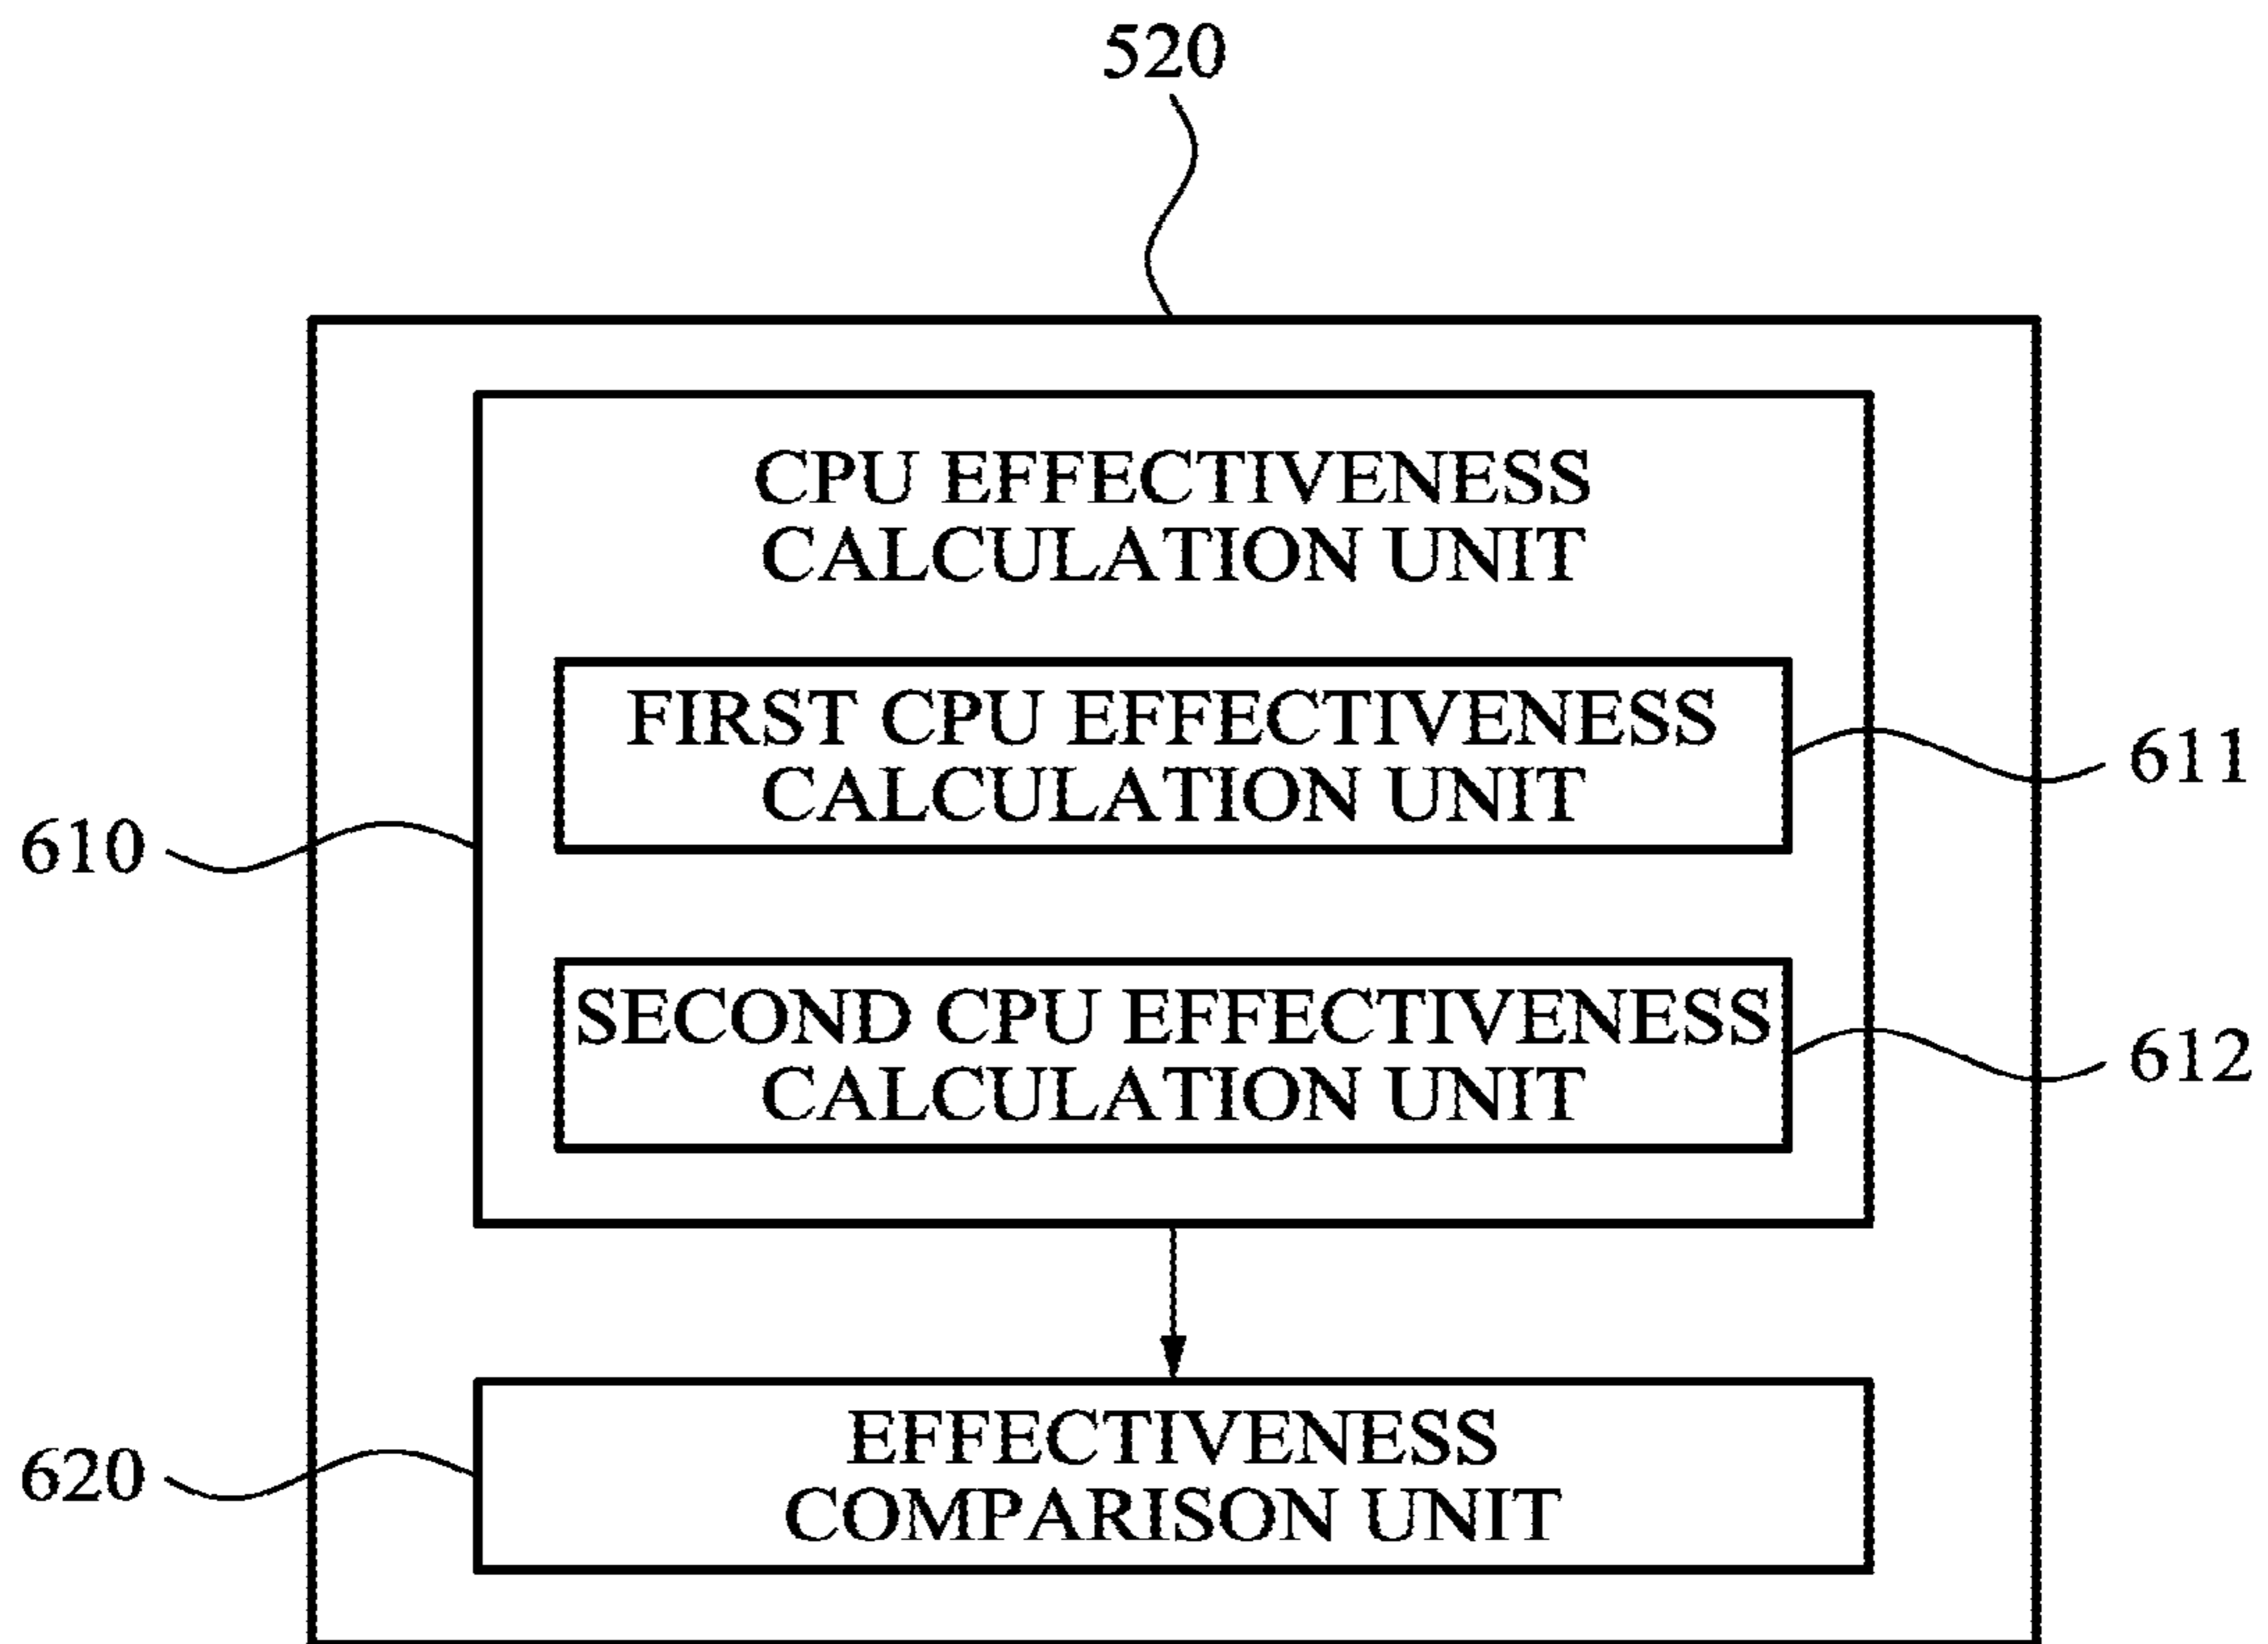 520
CPU EFFECTIVENESS
CALCULATION UNIT
FIRST CPU EFFECTIVENESS
CALCULATION UNIT
611
610
SECOND CPU EFFECTIVENESS
CALCULATION UNIT
612
EFFECTIVENESS
COMPARISON UNIT
620